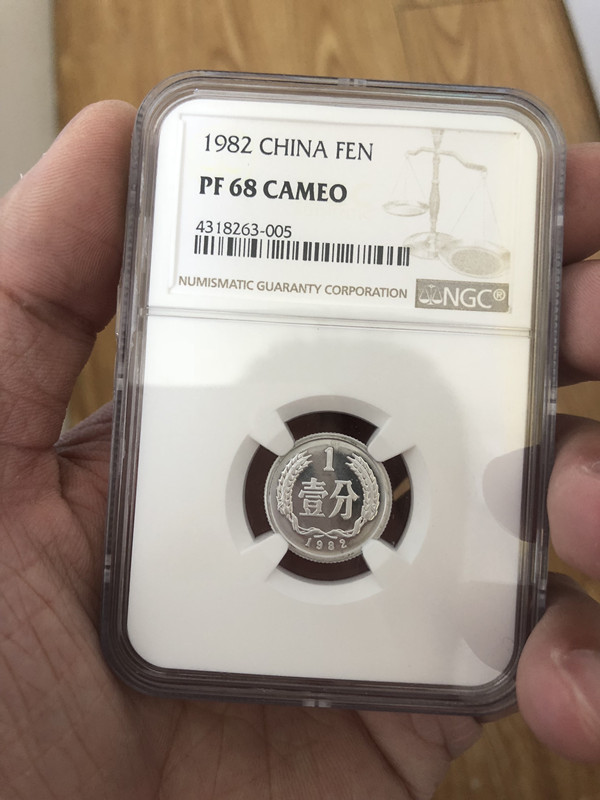 1982 CHINA FEN
PF 68 CAMEO
4318263-005
NUMISMATIC GUARANTY CORPORATION NGC®
1
壹分
1982